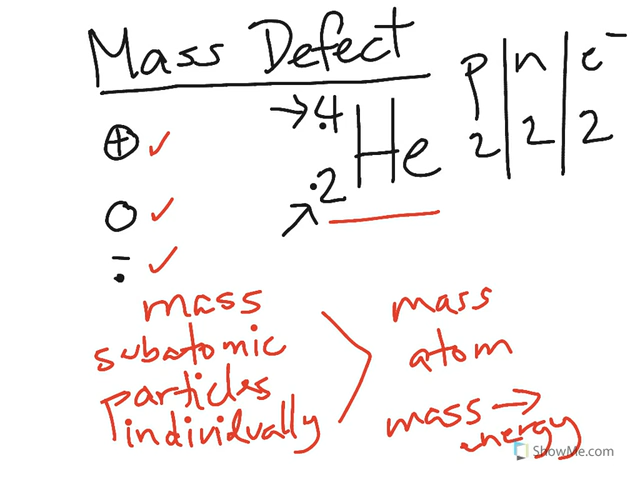 Mass Defect
p n e⁻
2 2 2
→ 4
He
2
mass
subatomic
particles
individually
>
mass
atom
mass →
energy
ShowMe.com